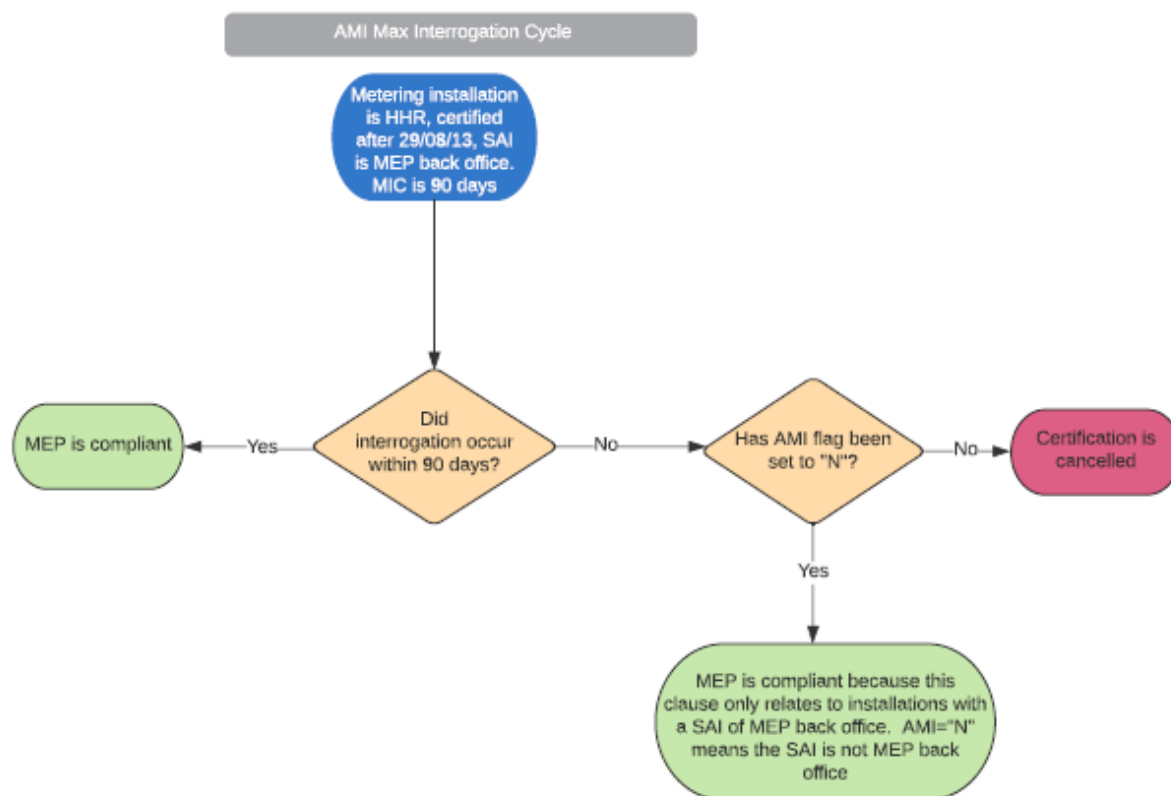 AMI Max Interrogation Cycle
Metering installation
is HHR, certified
after 29/08/13, SAI
is MEP back office.
MIC is 90 days
Did
interrogation occur
within 90 days?
Yes
MEP is compliant
No
Has AMI flag been
set to "N"?
No
Certification is
cancelled
Yes
MEP is compliant because this
clause only relates to installations with
a SAI of MEP back office. AMI="N"
means the SAI is not MEP back
office